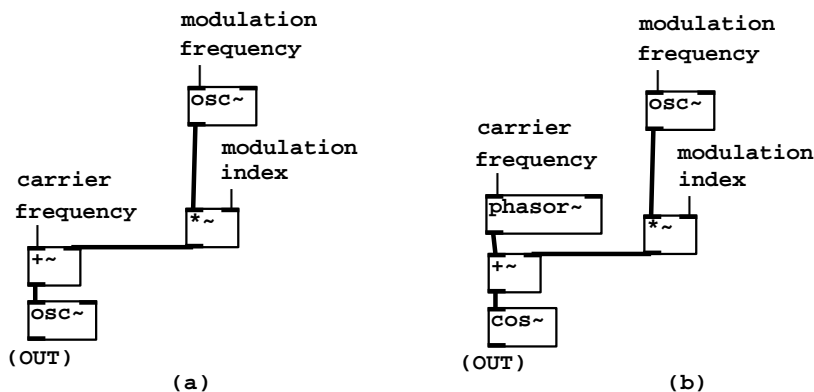 modulation
frequency
osc~
modulation
index
carrier
frequency
*~
+~
osc~
(OUT)
(a)
modulation
frequency
osc~
carrier
frequency
modulation
index
phasor~
*~
+~
cos~
(OUT)
(b)